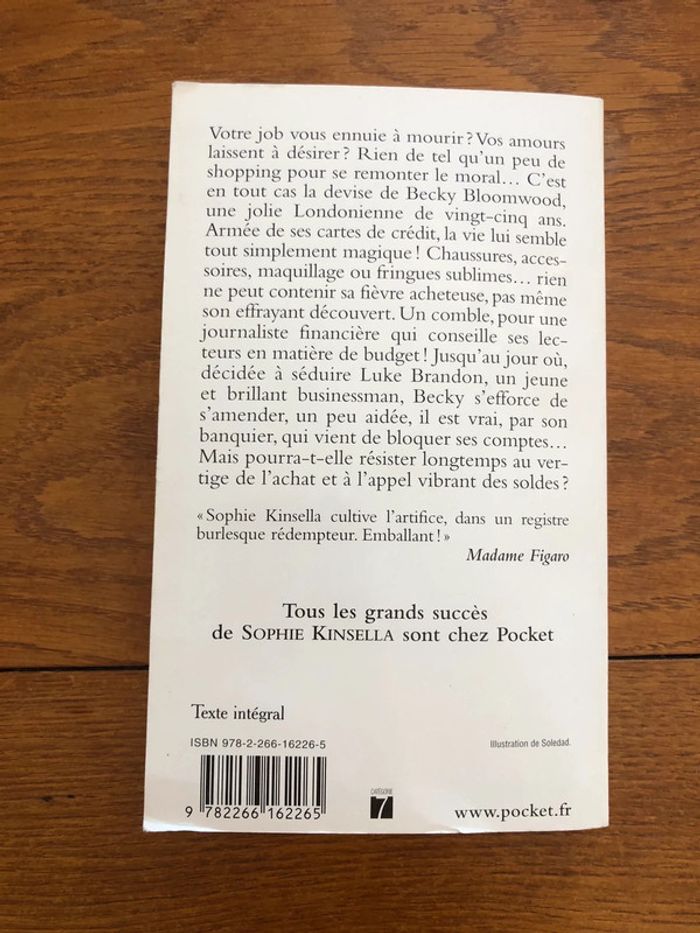 Votre job vous ennuie à mourir ? Vos amours
laissent à désirer ? Rien de tel qu'un peu de
shopping pour se remonter le moral… C'est
en tout cas la devise de Becky Bloomwood,
une jolie Londonienne de vingt-cinq ans.
Armée de ses cartes de crédit, la vie lui semble
tout simplement magique ! Chaussures, acces-
soires, maquillage ou fringues sublimes… rien
ne peut contenir sa fièvre acheteuse, pas même
son effrayant découvert. Un comble, pour une
journaliste financière qui conseille ses lec-
teurs en matière de budget ! Jusqu'au jour où,
décidée à séduire Luke Brandon, un jeune
et brillant businessman, Becky s'efforce de
s'amender, un peu aidée, il est vrai, par son
banquier, qui vient de bloquer ses comptes…
Mais pourra-t-elle résister longtemps au ver-
tige de l'achat et à l'appel vibrant des soldes ?
« Sophie Kinsella cultive l'artifice, dans un registre
burlesque rédempteur. Emballant ! »
Madame Figaro
Tous les grands succès
de SOPHIE KINSELLA sont chez Pocket
Texte intégral
ISBN 978-2-266-16226-5
Illustration de Soledad.
9 782266 162265
CATÉGORIE
7
www.pocket.fr